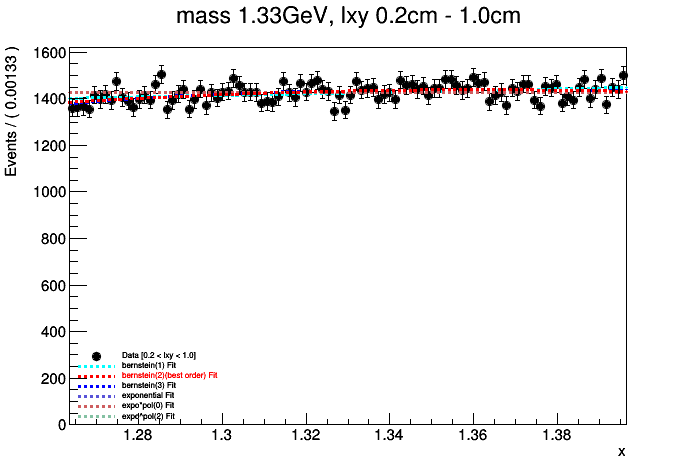 mass 1.33GeV, lxy 0.2cm - 1.0cm
Events / ( 0.00133 )
1600
1400
1200
1000
800
600
400
200
0
Data [0.2 < lxy < 1.0]
bernstein(1) Fit
bernstein(2)(best order) Fit
bernstein(3) Fit
exponential Fit
expo*pol(0) Fit
expo*pol(2) Fit
1.28 1.3 1.32 1.34 1.36 1.38
x